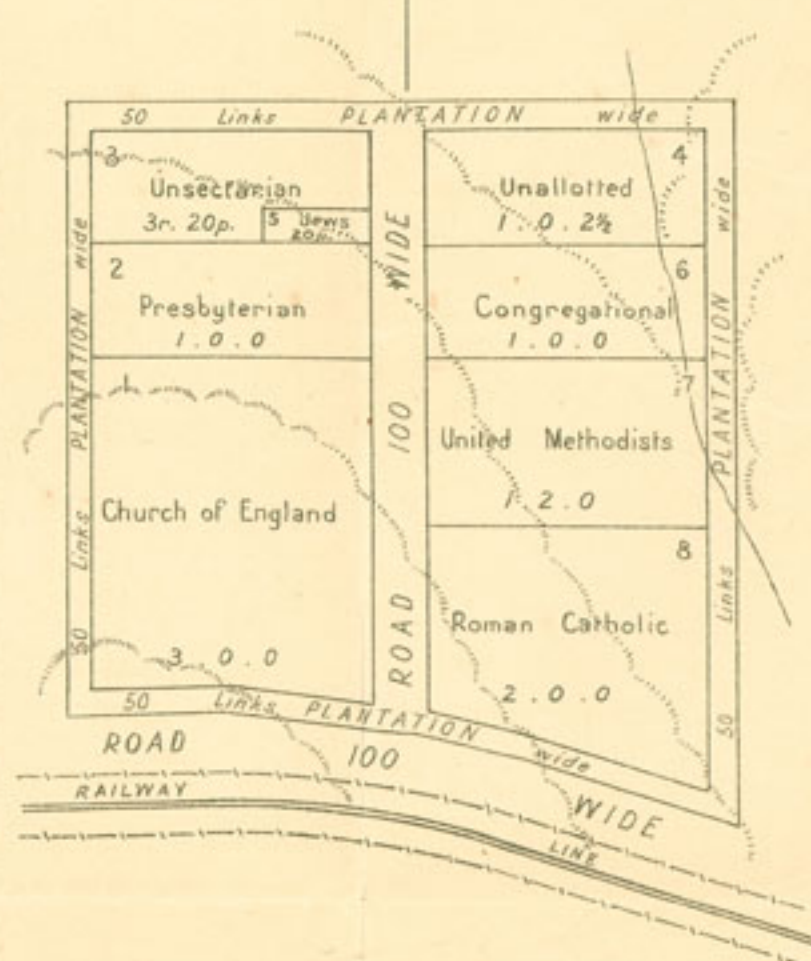 50 Links PLANTATION wide
3
Unsectarian
3r. 20p.
5 Jews
20p.
2
Presbyterian
1 . 0 . 0
1
Church of England
3 . 0 . 0
50 Links PLANTATION wide
ROAD 100 WIDE
4
Unallotted
1 . 0 . 2½
6
Congregational
1 . 0 . 0
7
United Methodists
1 . 2 . 0
8
Roman Catholic
2 . 0 . 0
50 Links PLANTATION wide
50 Links PLANTATION wide
ROAD 100 WIDE
RAILWAY LINE